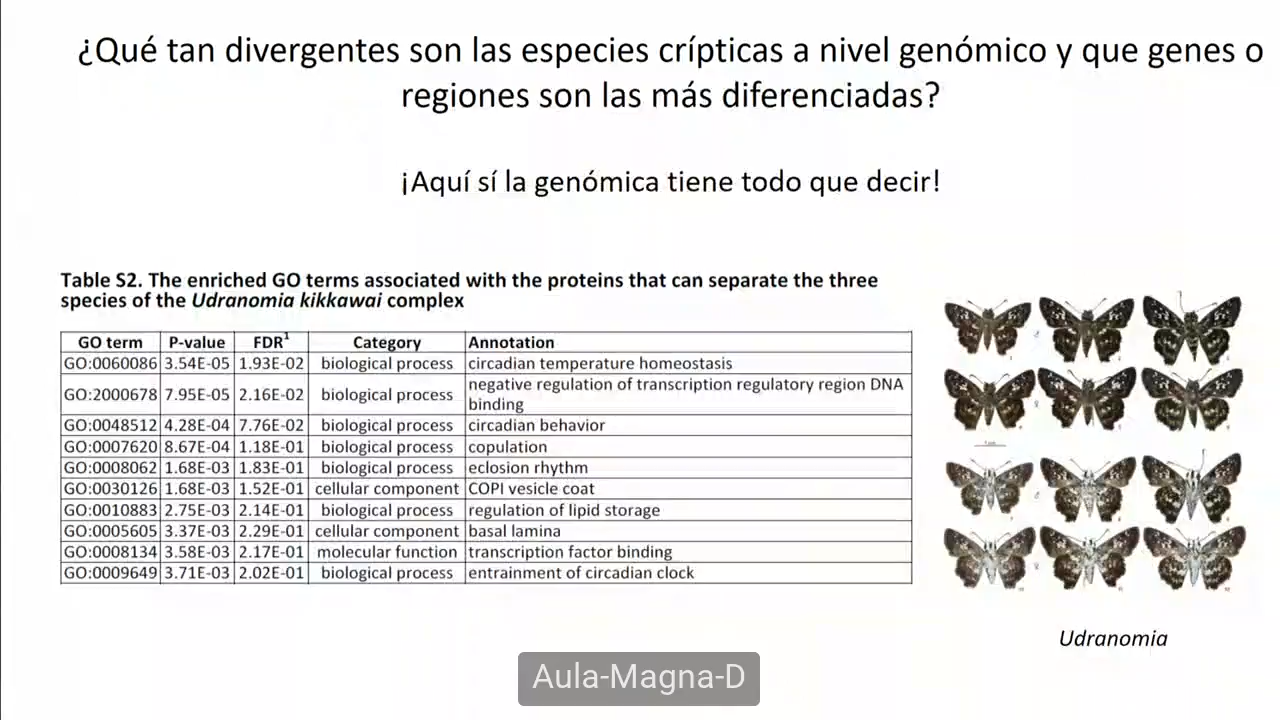 ¿Qué tan divergentes son las especies crípticas a nivel genómico y que genes o
regiones son las más diferenciadas?
¡Aquí sí la genómica tiene todo que decir!
Table S2. The enriched GO terms associated with the proteins that can separate the three
species of the Udranomia kikkawai complex
GO term P-value FDR1 Category Annotation
GO:0060086 3.54E-05 1.93E-02 biological process circadian temperature homeostasis
GO:2000678 7.95E-05 2.16E-02 biological process negative regulation of transcription regulatory region DNA
binding
GO:0048512 4.28E-04 7.76E-02 biological process circadian behavior
GO:0007620 8.67E-04 1.18E-01 biological process copulation
GO:0008062 1.68E-03 1.83E-01 biological process eclosion rhythm
GO:0030126 1.68E-03 1.52E-01 cellular component COPI vesicle coat
GO:0010883 2.75E-03 2.14E-01 biological process regulation of lipid storage
GO:0005605 3.37E-03 2.29E-01 cellular component basal lamina
GO:0008134 3.58E-03 2.17E-01 molecular function transcription factor binding
GO:0009649 3.71E-03 2.02E-01 biological process entrainment of circadian clock
Udranomia
Aula-Magna-D